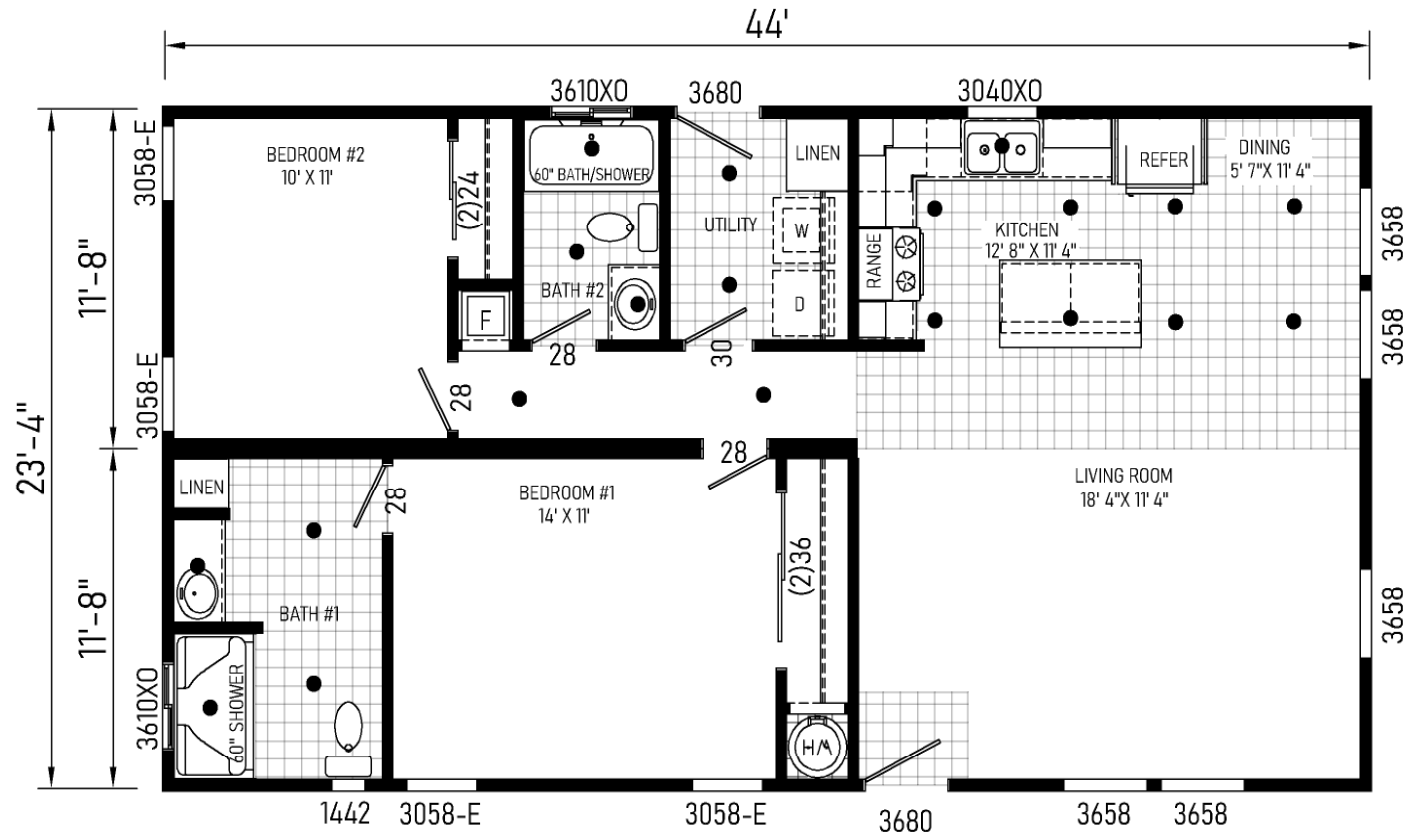 44'
3610XO
3680
3040XO
3058-E
BEDROOM #2
10' X 11'
(2)24
60" BATH/SHOWER
LINEN
REFER
DINING
5' 7"X 11' 4"
UTILITY
W
KITCHEN
12' 8" X 11' 4"
3658
RANGE
11'-8"
F
BATH #2
D
3658
28
30
3058-E
28
23'-4"
28
LINEN
28
BEDROOM #1
14' X 11'
LIVING ROOM
18' 4"X 11' 4"
(2)36
11'-8"
BATH #1
3658
3610XO
60" SHOWER
H/W
1442
3058-E
3058-E
3680
3658
3658